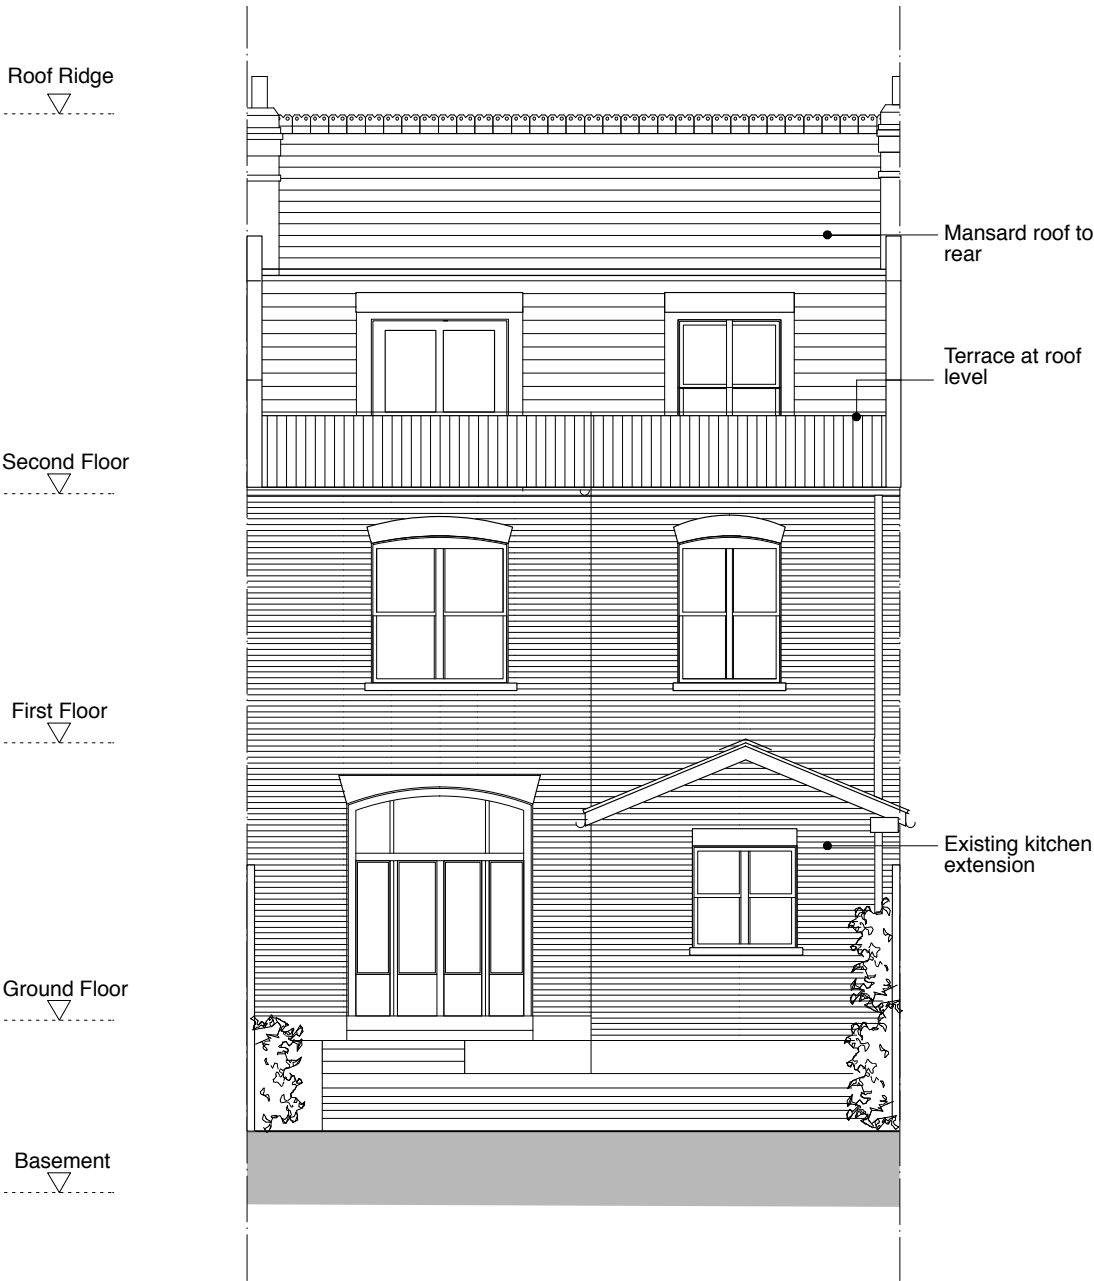 Roof Ridge
Mansard roof to
rear
Terrace at roof
level
Second Floor
First Floor
Existing kitchen
extension
Ground Floor
Basement